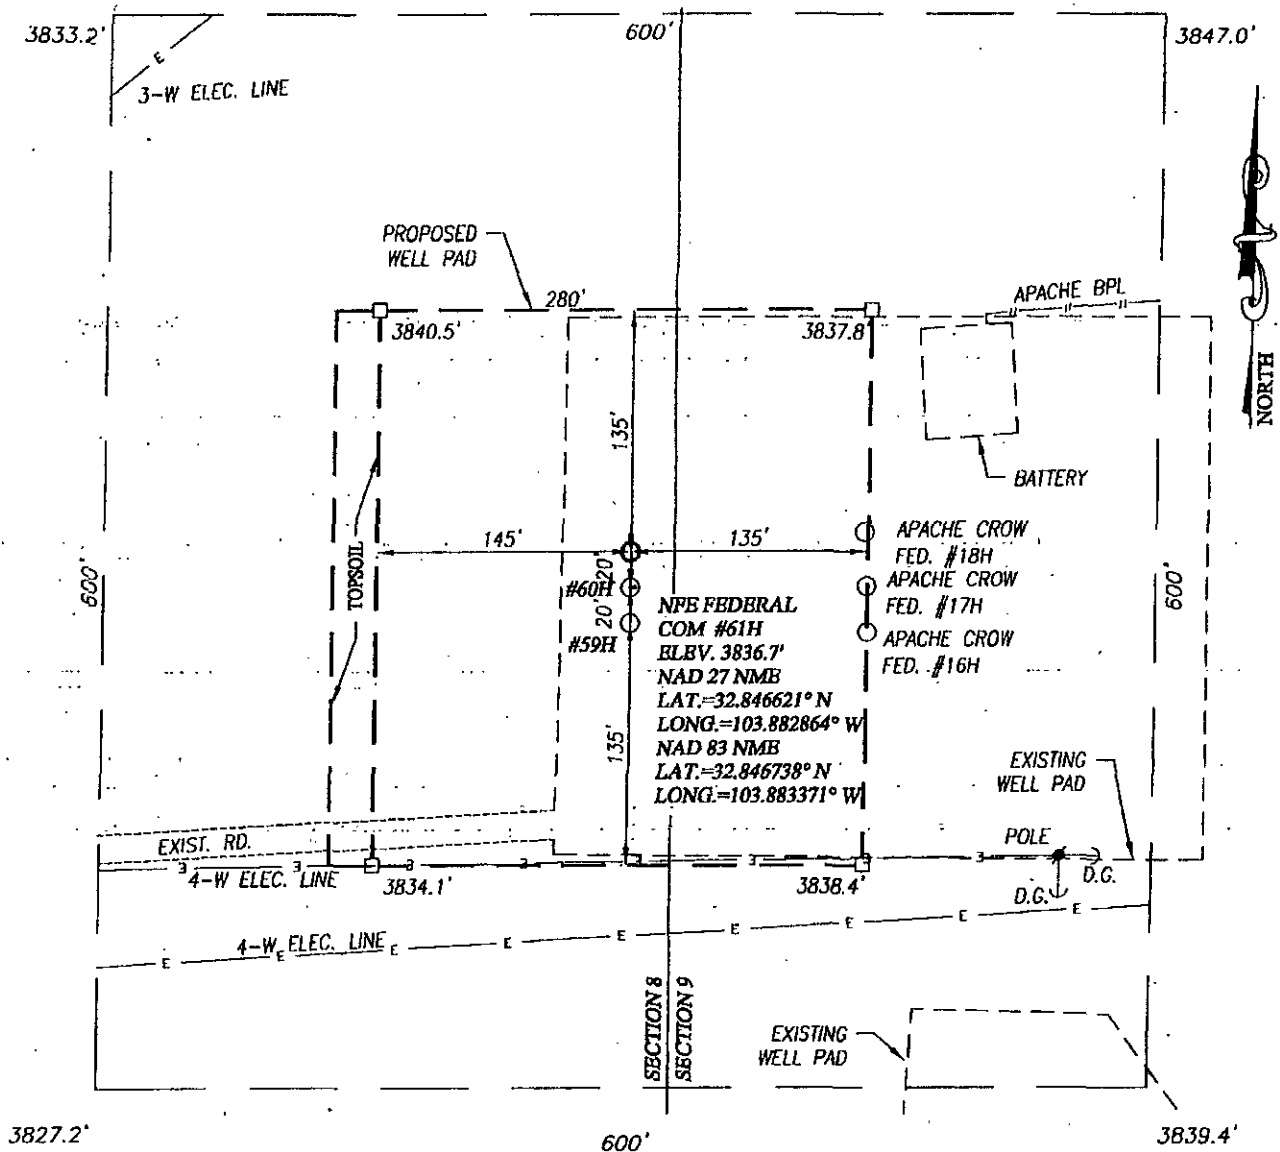 3833.2'
600'
3847.0'
E
3-W ELEC. LINE
PROPOSED
WELL PAD
280'
APACHE BPL
NORTH
3840.5'
3837.8'
135'
BATTERY
145'
135'
APACHE CROW
FED. #18H
TOPSOIL
600'
600'
20'
#60H
APACHE CROW
FED. #17H
20'
#59H
APACHE CROW
FED. #16H
NFE FEDERAL
COM #61H
ELEV. 3836.7'
NAD 27 NME
LAT.=32.846621° N
LONG.=103.882864° W
NAD 83 NME
LAT.=32.846738° N
LONG.=103.883371° W
135'
EXISTING
WELL PAD
EXIST. RD.
POLE
4-W ELEC. LINE
3834.1'
3838.4'
D.G.
D.G.
4-W ELEC. LINE
E E E E E E E E E
SECTION 8
SECTION 9
EXISTING
WELL PAD
3827.2'
600'
3839.4'